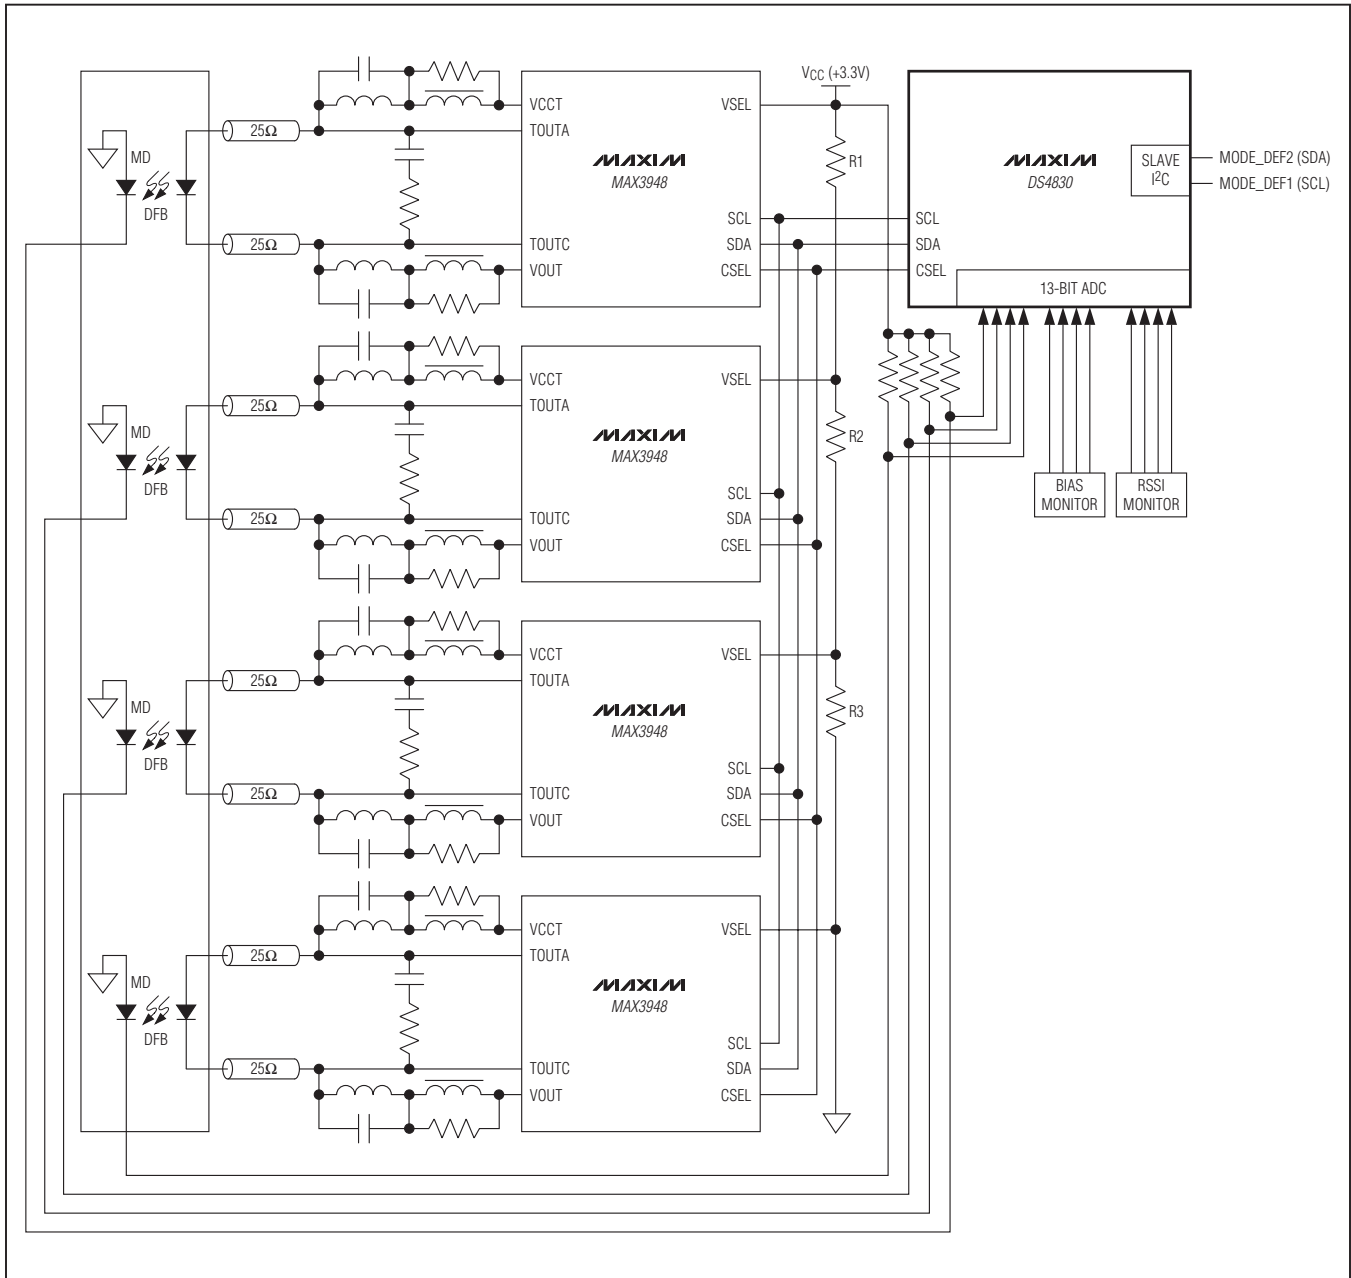 VCC (+3.3V)
VCCT
TOUTA
MAXIM
MAX3948
VSEL
SCL
SDA
CSEL
TOUTC
VOUT
25Ω
25Ω
MD
DFB
R1
MAXIM
DS4830
SLAVE
I²C
MODE_DEF2 (SDA)
MODE_DEF1 (SCL)
SCL
SDA
CSEL
13-BIT ADC
VCCT
TOUTA
MAXIM
MAX3948
VSEL
SCL
SDA
CSEL
TOUTC
VOUT
25Ω
25Ω
MD
DFB
R2
BIAS
MONITOR
RSSI
MONITOR
VCCT
TOUTA
MAXIM
MAX3948
VSEL
SCL
SDA
CSEL
TOUTC
VOUT
25Ω
25Ω
MD
DFB
R3
VCCT
TOUTA
MAXIM
MAX3948
VSEL
SCL
SDA
CSEL
TOUTC
VOUT
25Ω
25Ω
MD
DFB